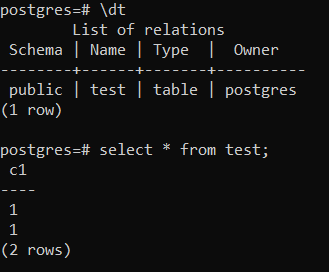 postgres=# \dt
        List of relations
 Schema | Name | Type  |  Owner
--------+------+-------+----------
 public | test | table | postgres
(1 row)

postgres=# select * from test;
 c1
----
 1
 1
(2 rows)